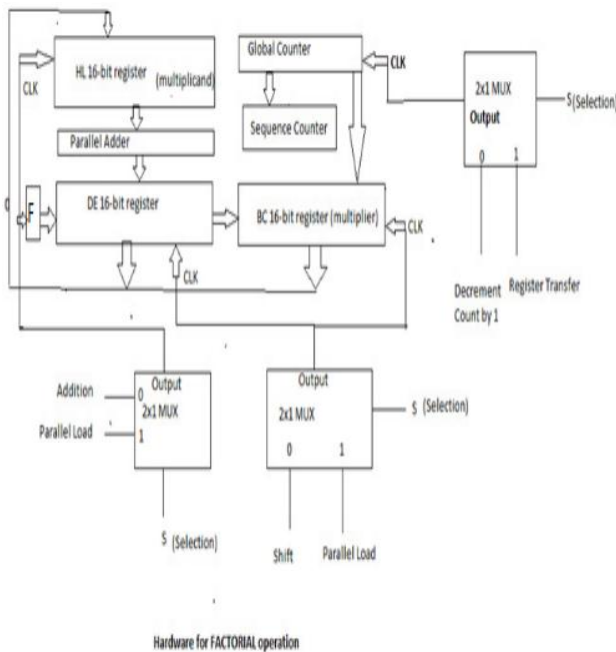 HL 16-bit register
(multiplicand)
CLK
Parallel Adder
DE 16-bit register
F
CLK
Global Counter
CLK
Sequence Counter
BC 16-bit register (multiplier)
CLK
2x1 MUX
Output
0 1
S (Selection)
Decrement
Count by 1
Register Transfer
Addition
Parallel Load
Output
0
2x1 MUX
1
S (Selection)
Output
2x1 MUX
0 1
S (Selection)
Shift
Parallel Load
Hardware for FACTORIAL operation